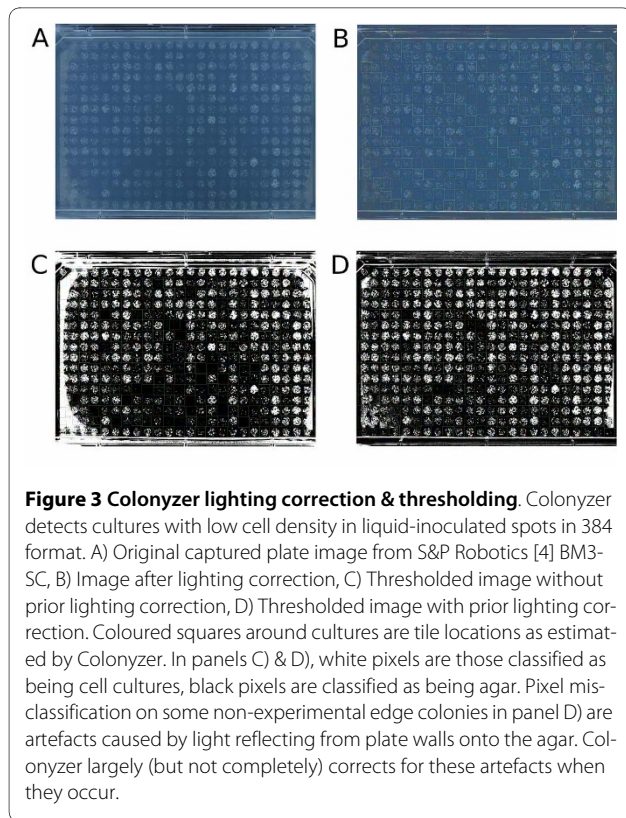 A
B
C
D
Figure 3 Colonyzer lighting correction & thresholding. Colonyzer
detects cultures with low cell density in liquid-inoculated spots in 384
format. A) Original captured plate image from S&P Robotics [4] BM3-
SC, B) Image after lighting correction, C) Thresholded image without
prior lighting correction, D) Thresholded image with prior lighting cor-
rection. Coloured squares around cultures are tile locations as estimat-
ed by Colonyzer. In panels C) & D), white pixels are those classified as
being cell cultures, black pixels are classified as being agar. Pixel mis-
classification on some non-experimental edge colonies in panel D) are
artefacts caused by light reflecting from plate walls onto the agar. Col-
onyzer largely (but not completely) corrects for these artefacts when
they occur.